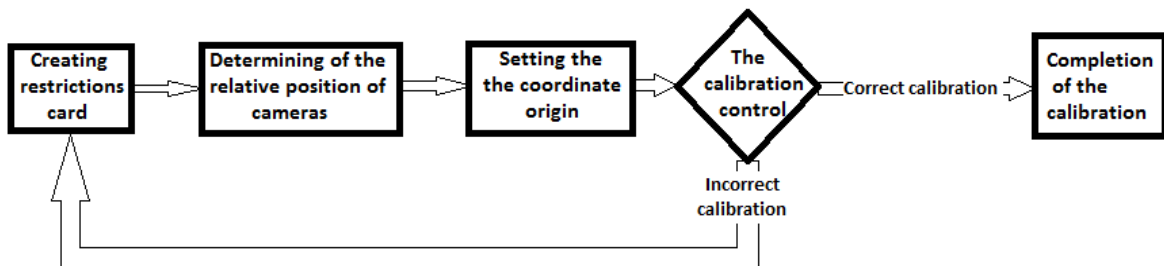 Creating
restrictions
card
Determining of the
relative position of
cameras
Setting the
the coordinate
origin
The
calibration
control
Correct calibration
Completion
of the
calibration
Incorrect
calibration